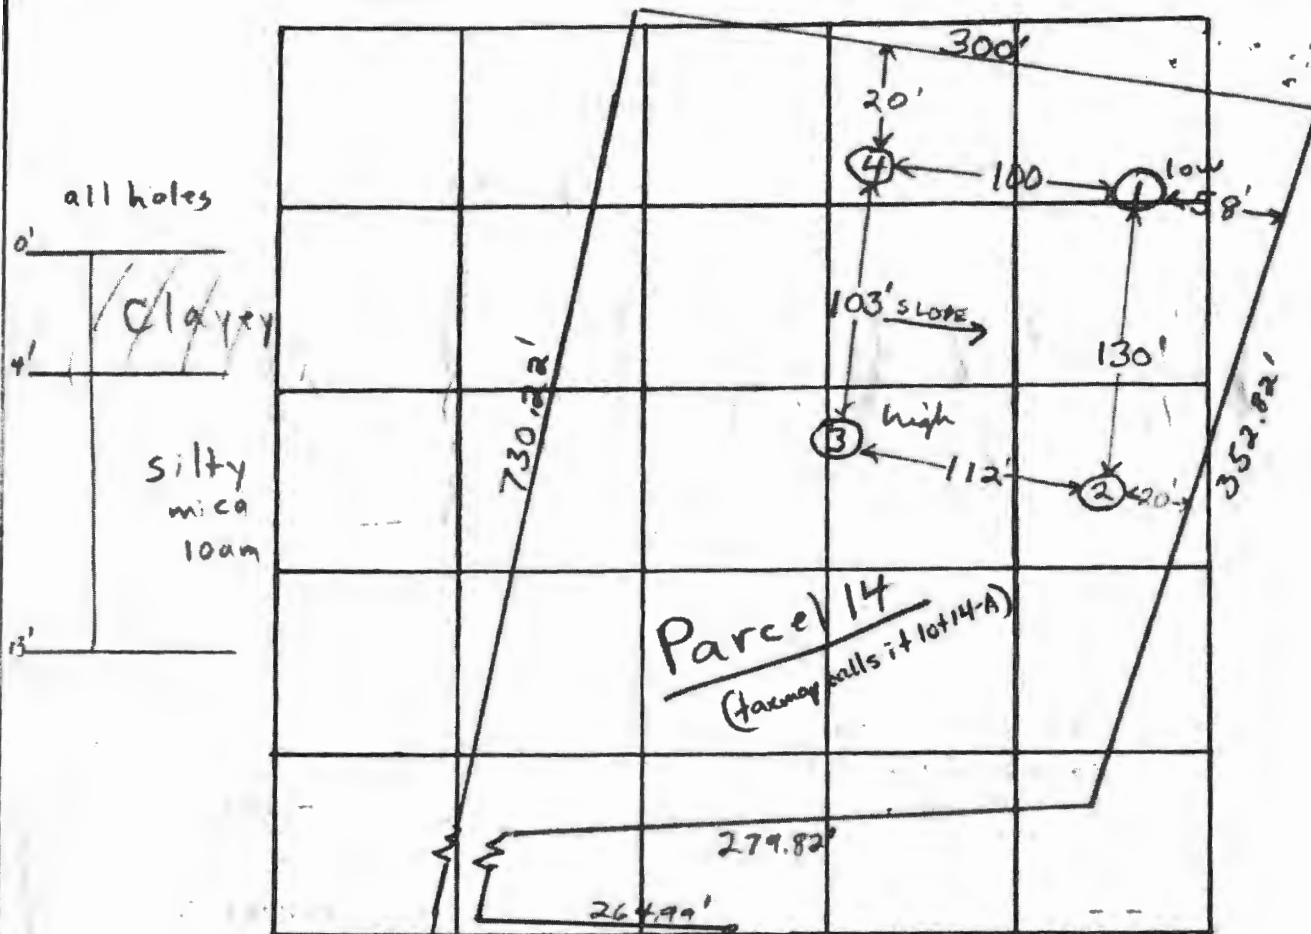 300'
20'
4
100
1
low
58'
all holes
0'
Clayey
4'
103'
SLOPE
130'
730.22'
352.82'
3
high
112'
2
20'
silty
mica
loam
13'
Parcel 14
(taxmap calls it lot 14-A)
279.82'
264.99'